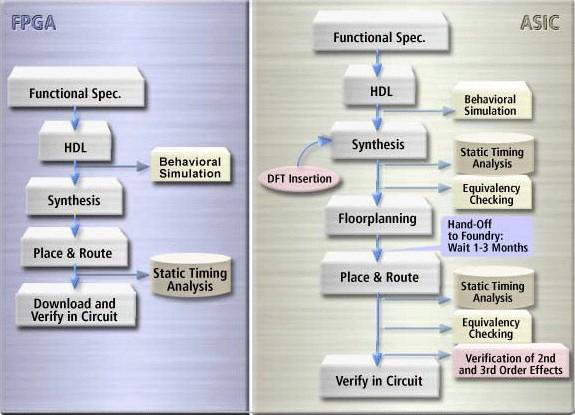 FPGA
Functional Spec.
HDL
Behavioral
Simulation
Synthesis
Place & Route
Static Timing
Analysis
Download and
Verify in Circuit
ASIC
Functional Spec.
HDL
Behavioral
Simulation
Synthesis
DFT Insertion
Static Timing
Analysis
Equivalency
Checking
Floorplanning
Hand-Off
to Foundry:
Wait 1-3 Months
Place & Route
Static Timing
Analysis
Equivalency
Checking
Verification of 2nd
and 3rd Order Effects
Verify in Circuit